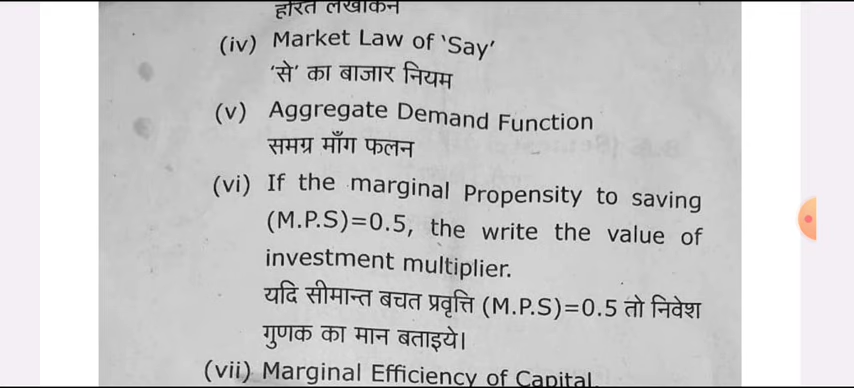 हरित लेखांकन
(iv) Market Law of 'Say'
'से' का बाजार नियम
(v) Aggregate Demand Function
समग्र माँग फलन
(vi) If the marginal Propensity to saving
(M.P.S)=0.5, the write the value of
investment multiplier.
यदि सीमान्त बचत प्रवृत्ति (M.P.S)=0.5 तो निवेश
गुणक का मान बताइये।
(vii) Marginal Efficiency of Capital